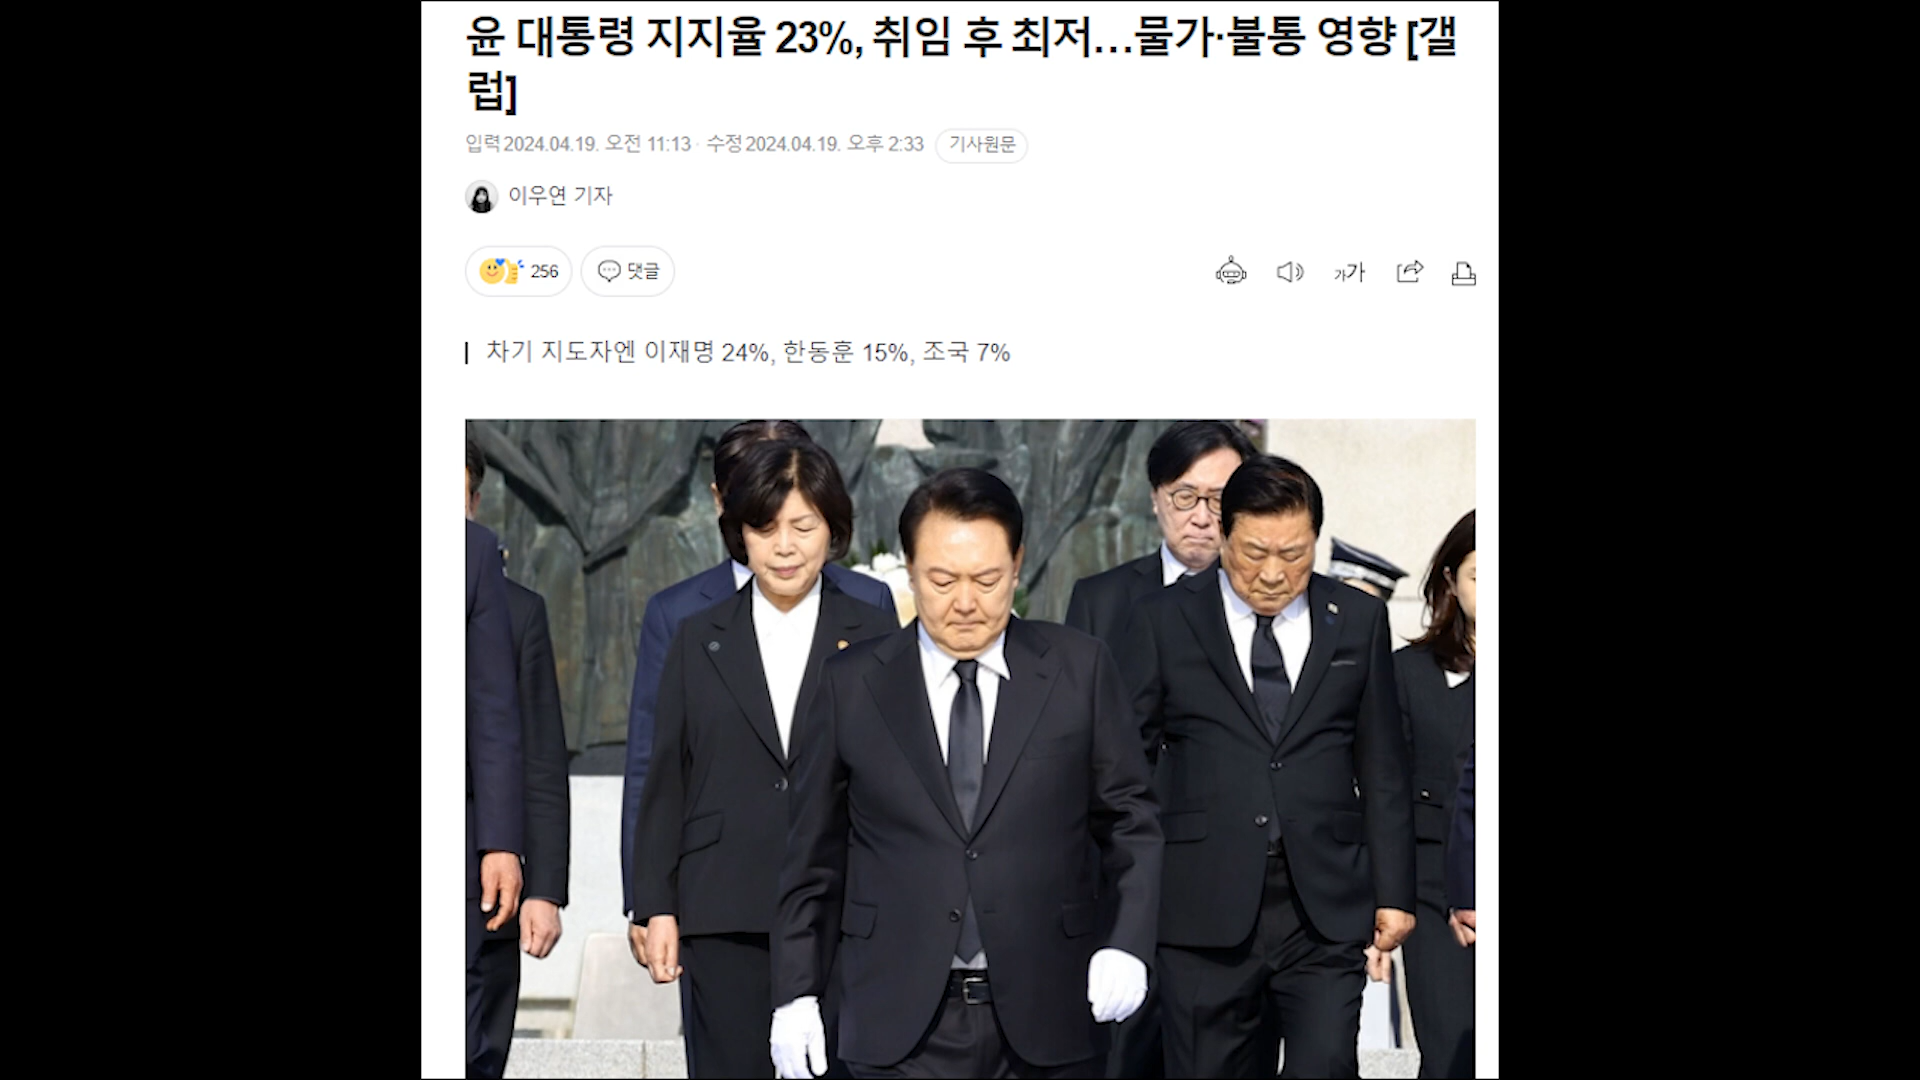 윤 대통령 지지율 23%, 취임 후 최저…물가·불통 영향 [갤
럽]
입력 2024.04.19. 오전 11:13 · 수정 2024.04.19. 오후 2:33 기사원문
이우연 기자
256 댓글 가가
차기 지도자엔 이재명 24%, 한동훈 15%, 조국 7%